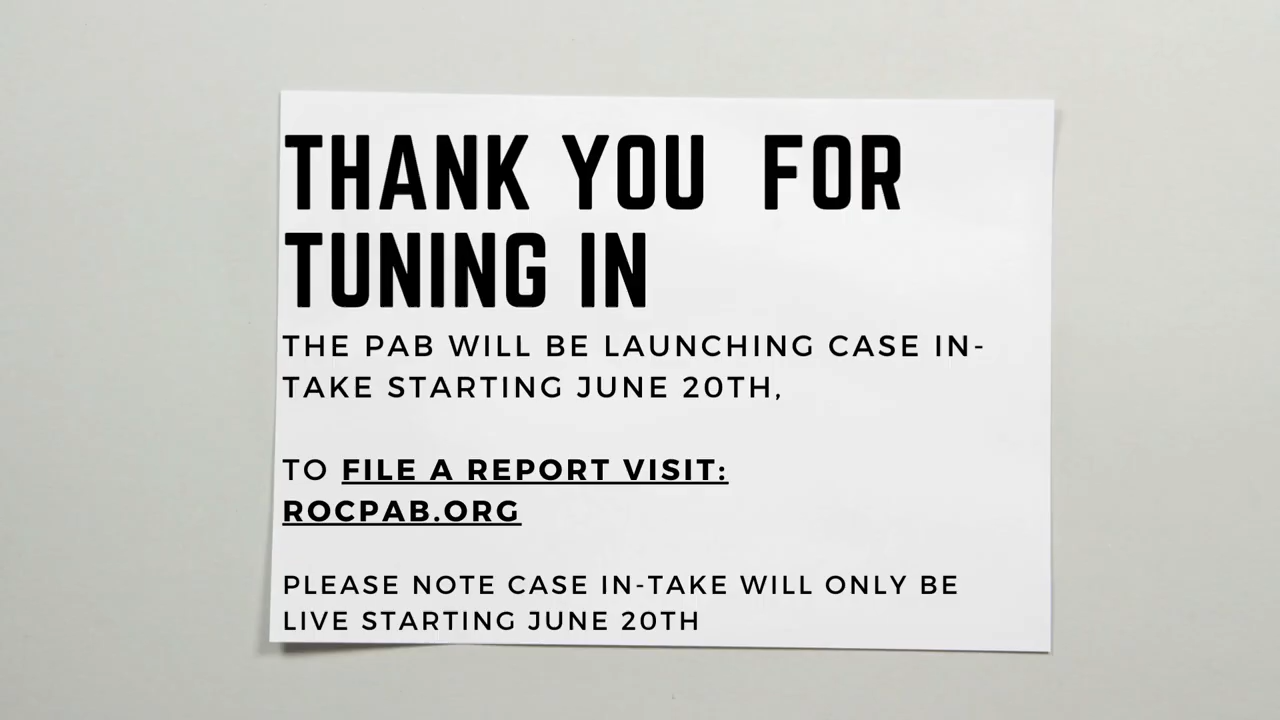 THANK YOU FOR
TUNING IN
THE PAB WILL BE LAUNCHING CASE IN-
TAKE STARTING JUNE 20TH,
TO FILE A REPORT VISIT:
ROCPAB.ORG
PLEASE NOTE CASE IN-TAKE WILL ONLY BE
LIVE STARTING JUNE 20TH